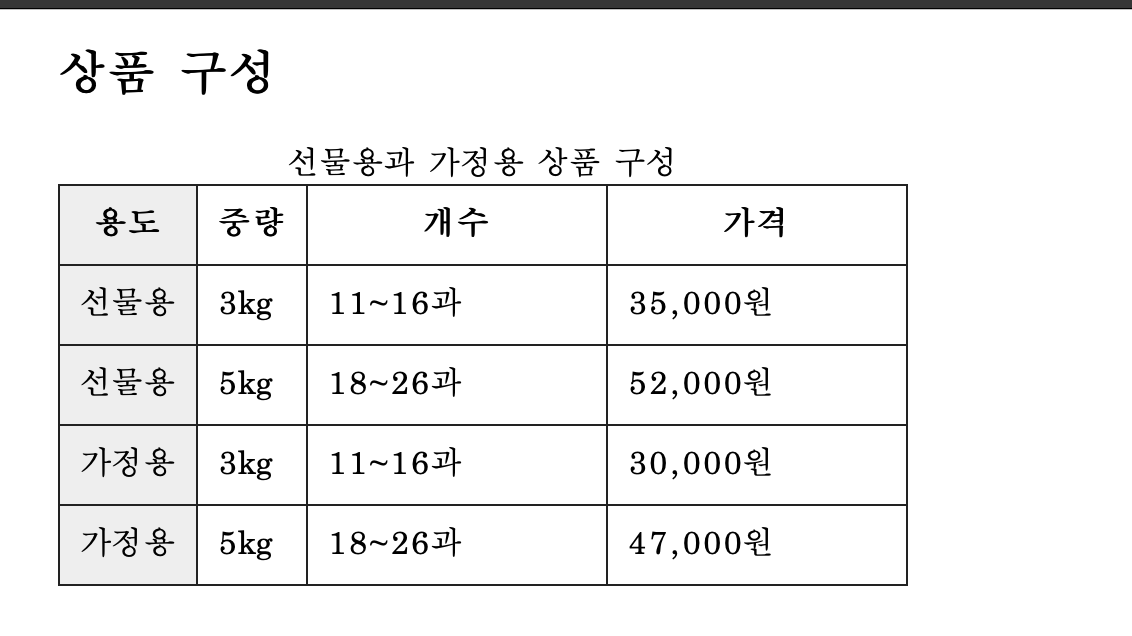 상품 구성
선물용과 가정용 상품 구성
용도 중량 개수 가격
선물용 3kg 11~16과 35,000원
선물용 5kg 18~26과 52,000원
가정용 3kg 11~16과 30,000원
가정용 5kg 18~26과 47,000원